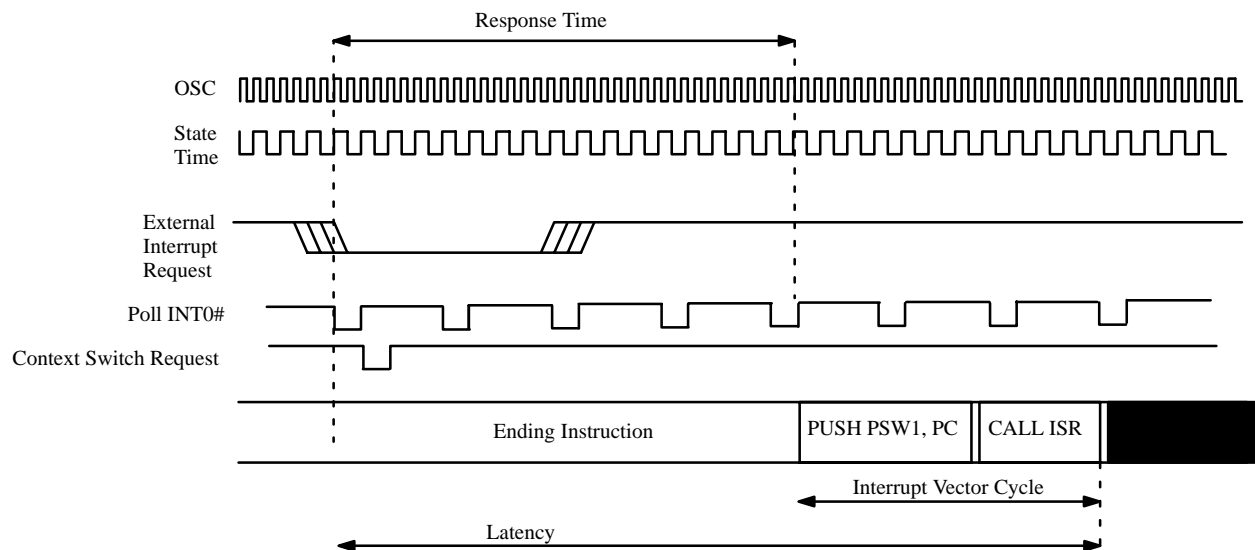 Response Time
OSC
State
Time
External
Interrupt
Request
Poll INT0#
Context Switch Request
Ending Instruction
PUSH PSW1, PC
CALL ISR
Interrupt Vector Cycle
Latency